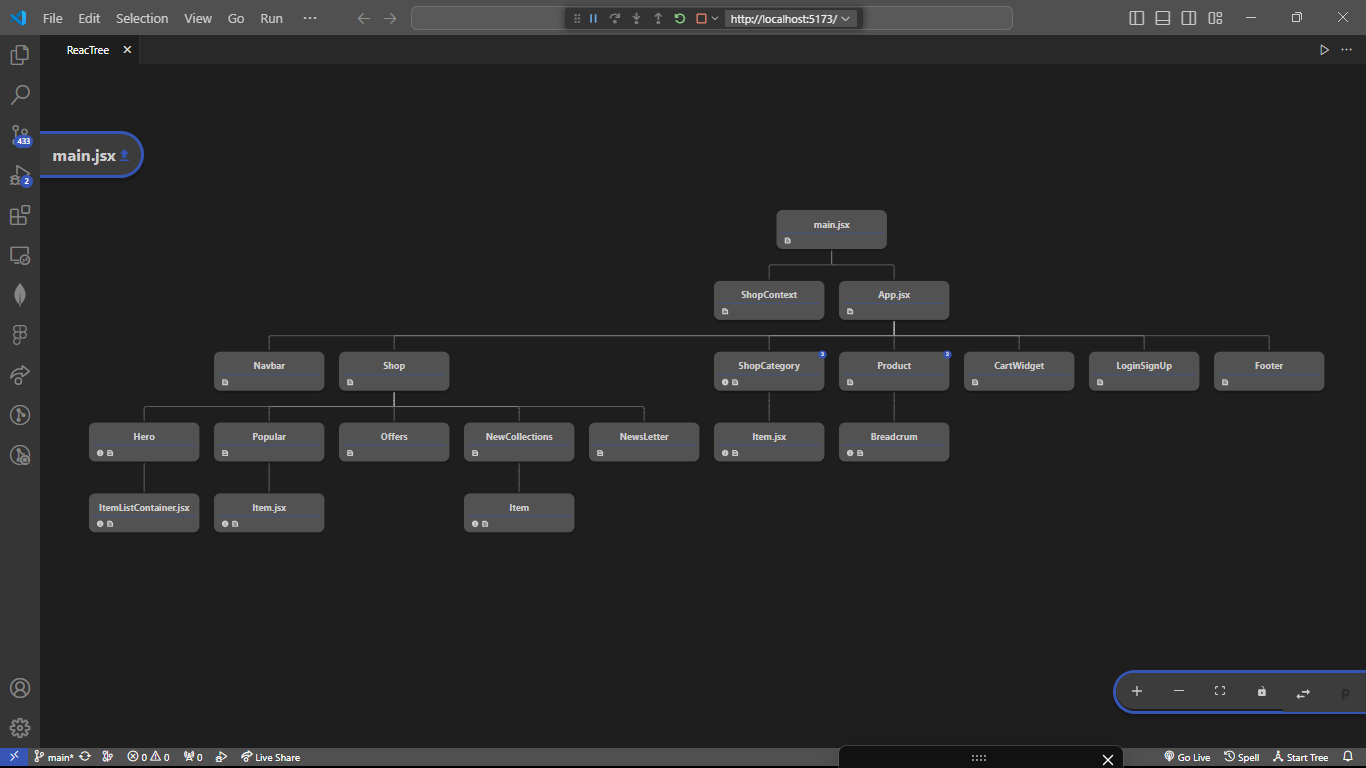 File Edit Selection View Go Run ··· http://localhost:5173/
ReacTree
433
main.jsx
2
main.jsx
ShopContext App.jsx
Navbar Shop ShopCategory 3 Product 2 CartWidget LoginSignUp Footer
Hero Popular Offers NewCollections NewsLetter Item.jsx Breadcrum
ItemListContainer.jsx Item.jsx Item
P
main* 0 0 0 Live Share Go Live Spell Start Tree